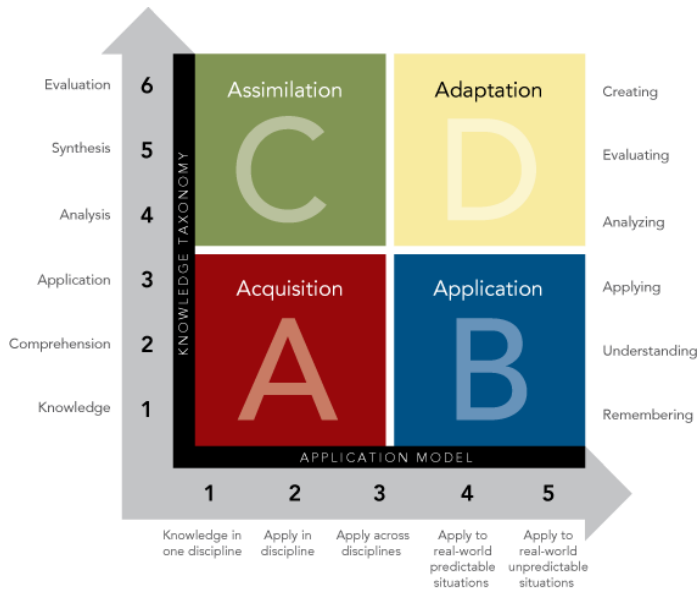 Evaluation
6
Assimilation
Adaptation
Creating
Synthesis
5
C
D
Evaluating
Analysis
4
Analyzing
KNOWLEDGE TAXONOMY
Application
3
Acquisition
Application
Applying
Comprehension
2
A
B
Understanding
Knowledge
1
Remembering
APPLICATION MODEL
1
2
3
4
5
Knowledge in
one discipline
Apply in
discipline
Apply across
disciplines
Apply to
real-world
predictable
situations
Apply to
real-world
unpredictable
situations